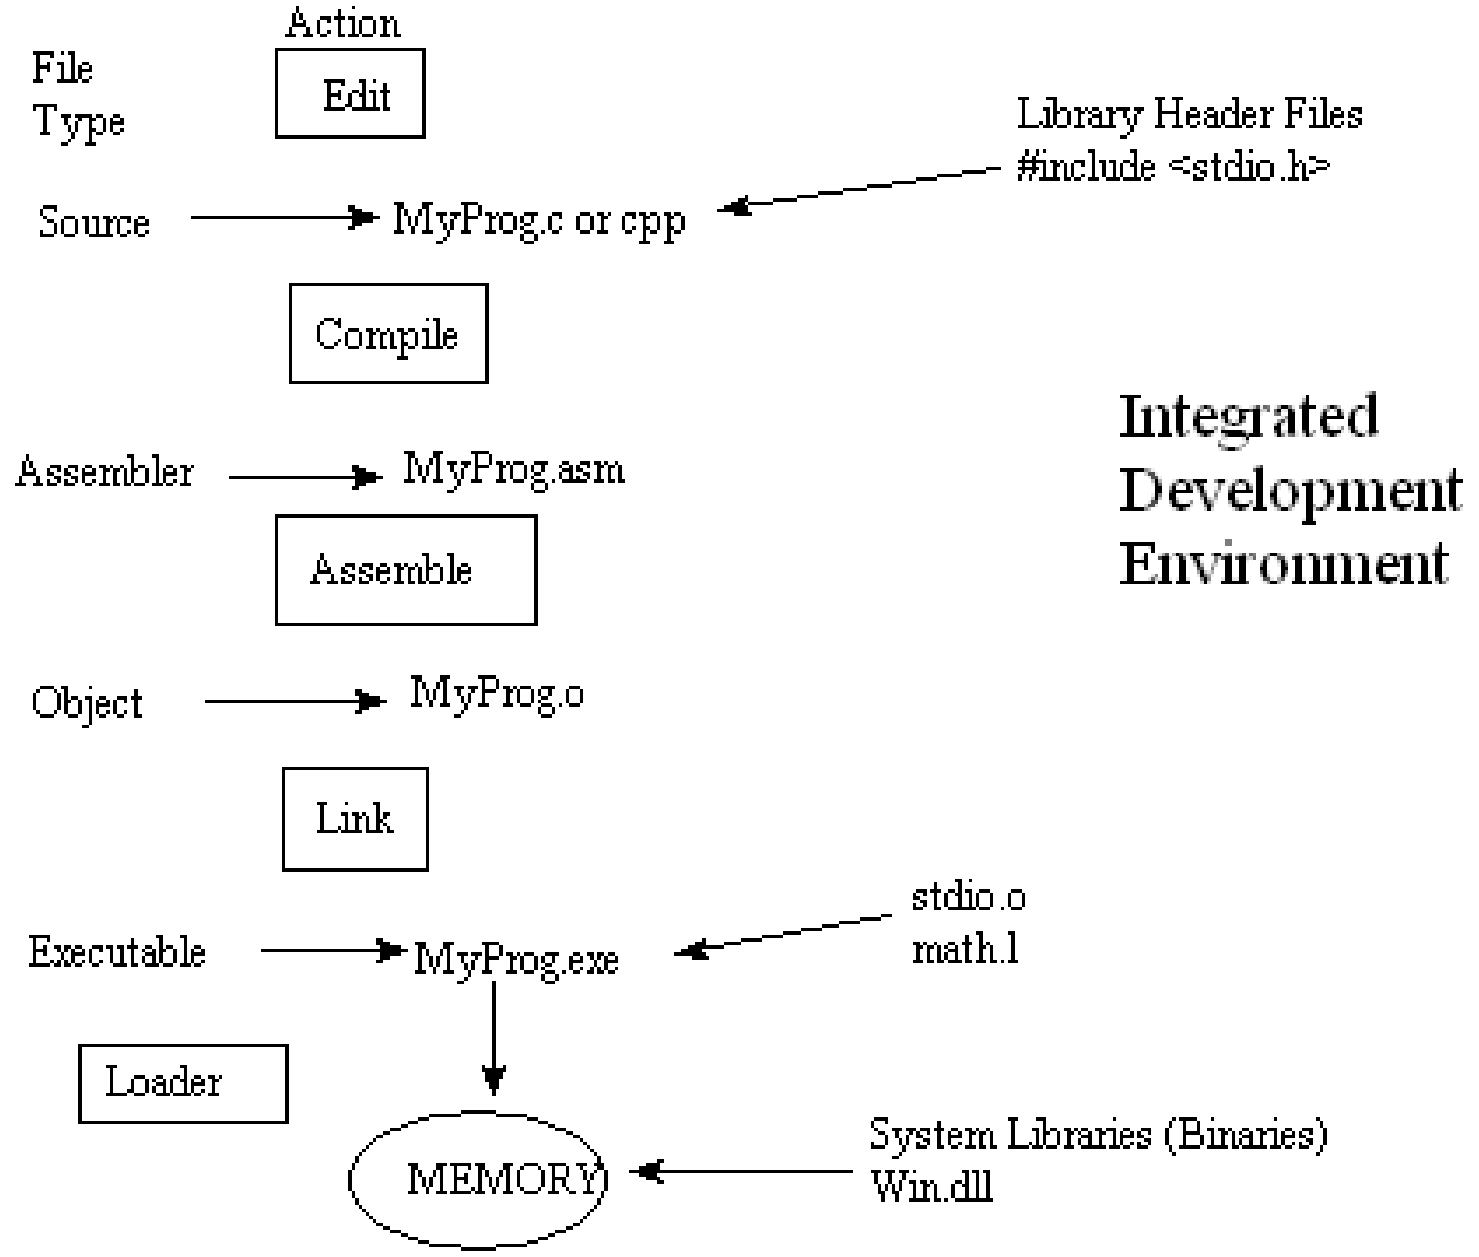 Action
File
Type
Edit
Library Header Files
#include <stdio.h>
Source
MyProg.c or cpp
Compile
Integrated
Development
Environment
Assembler
MyProg.asm
Assemble
Object
MyProg.o
Link
stdio.o
math.l
Executable
MyProg.exe
Loader
System Libraries (Binaries)
Win.dll
MEMORY